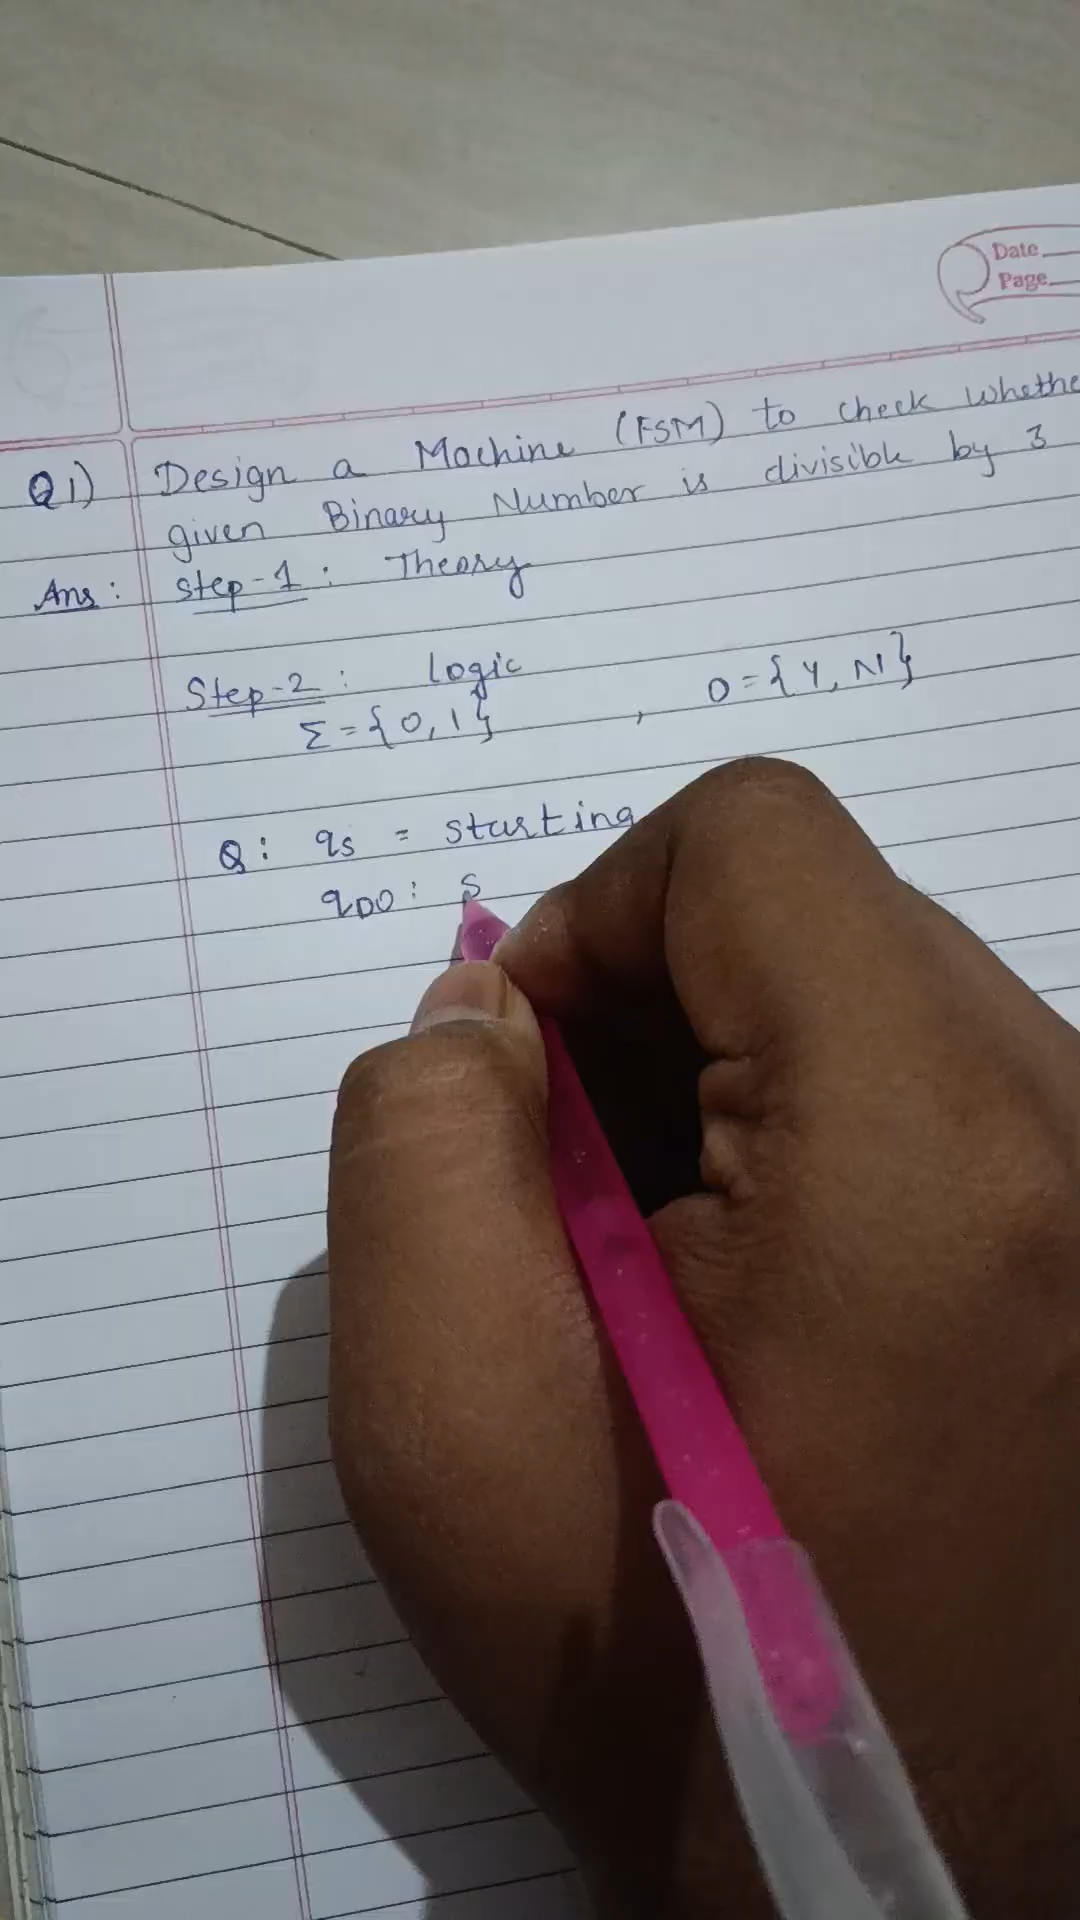 Date
Page
Q1) Design a Machine (FSM) to check whethe
given Binary Number is divisible by 3
Ans: Step-1: Theory
Step-2: Logic
Σ = {0, 1} , O = {Y, N}
Q: qs = starting
qD0: S